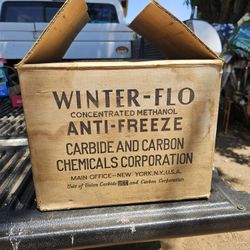 WINTER-FLO
CONCENTRATED METHANOL
ANTI-FREEZE
CARBIDE AND CARBON
CHEMICALS CORPORATION
MAIN OFFICE-NEW YORK, N.Y., U.S.A.
Unit of Union Carbide UCC and Carbon Corporation